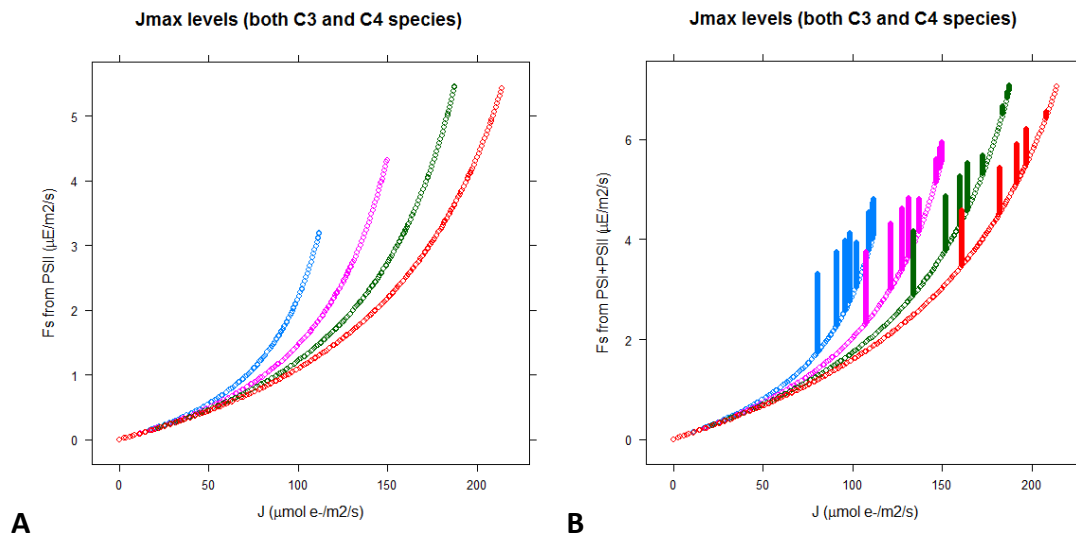 Jmax levels (both C3 and C4 species)
Fs from PSII (μE/m2/s)
5
4
3
2
1
0
0 50 100 150 200
J (μmol e-/m2/s)
A
Jmax levels (both C3 and C4 species)
Fs from PSI+PSII (μE/m2/s)
6
4
2
0
0 50 100 150 200
J (μmol e-/m2/s)
B